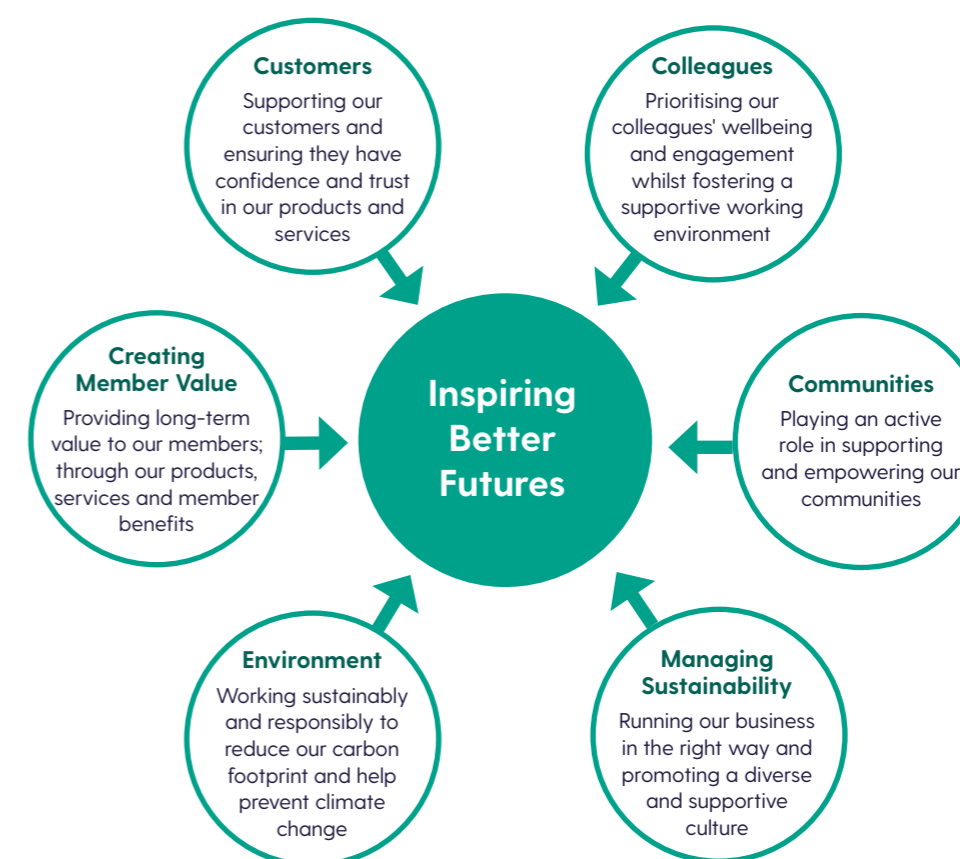 Customers
Supporting our
customers and
ensuring they have
confidence and trust
in our products and
services
Colleagues
Prioritising our
colleagues' wellbeing
and engagement
whilst fostering a
supportive working
environment
Creating
Member Value
Providing long-term
value to our members;
through our products,
services and member
benefits
Inspiring
Better
Futures
Communities
Playing an active
role in supporting
and empowering our
communities
Environment
Working sustainably
and responsibly to
reduce our carbon
footprint and help
prevent climate
change
Managing
Sustainability
Running our business
in the right way and
promoting a diverse
and supportive
culture